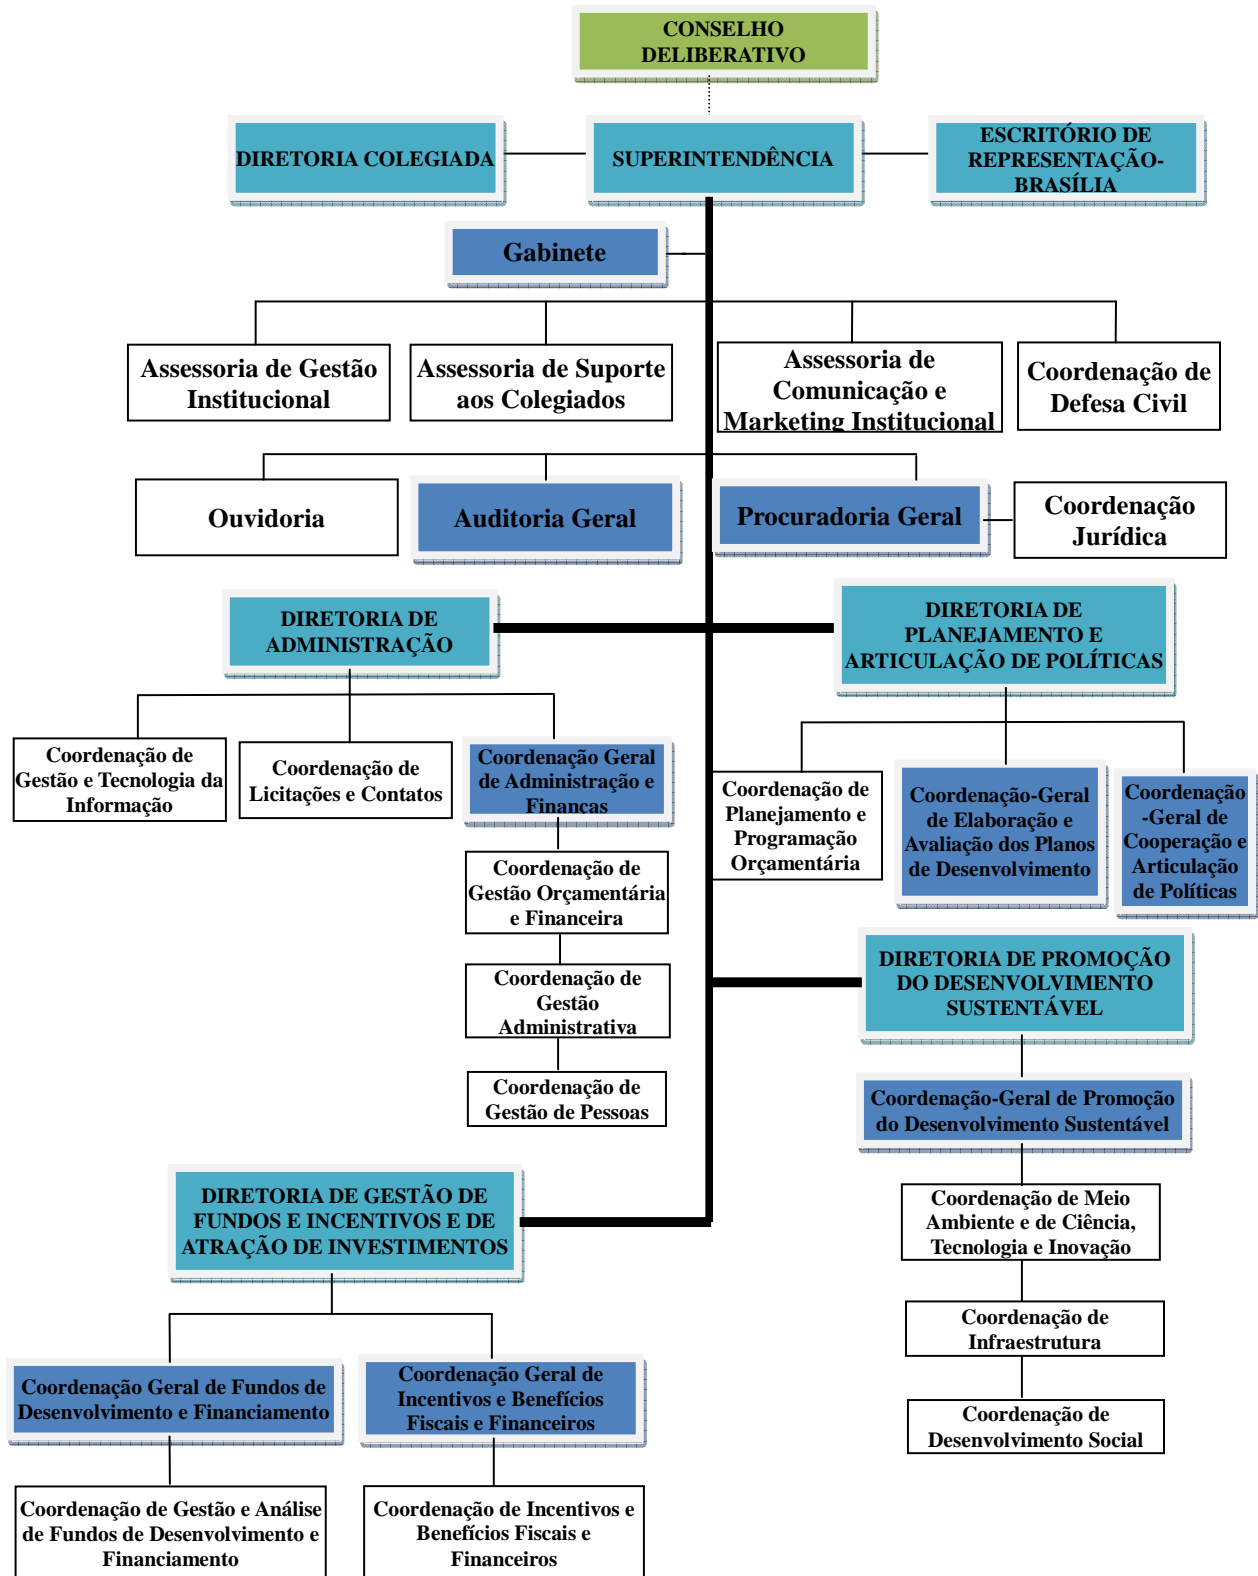 CONSELHO
DELIBERATIVO
DIRETORIA COLEGIADA
SUPERINTENDÊNCIA
ESCRITÓRIO DE
REPRESENTAÇÃO-
BRASÍLIA
Gabinete
Assessoria de Gestão
Institucional
Assessoria de Suporte
aos Colegiados
Assessoria de
Comunicação e
Marketing Institucional
Coordenação de
Defesa Civil
Ouvidoria
Auditoria Geral
Procuradoria Geral
Coordenação
Jurídica
DIRETORIA DE
ADMINISTRAÇÃO
DIRETORIA DE
PLANEJAMENTO E
ARTICULAÇÃO DE POLÍTICAS
Coordenação de
Gestão e Tecnologia da
Informação
Coordenação de
Licitações e Contatos
Coordenação Geral
de Administração e
Finanças
Coordenação de
Gestão Orçamentária
e Financeira
Coordenação de
Gestão
Administrativa
Coordenação de
Gestão de Pessoas
Coordenação de
Planejamento e
Programação
Orçamentária
Coordenação-Geral
de Elaboração e
Avaliação dos Planos
de Desenvolvimento
Coordenação
-Geral de
Cooperação e
Articulação
de Políticas
DIRETORIA DE PROMOÇÃO
DO DESENVOLVIMENTO
SUSTENTÁVEL
Coordenação-Geral de Promoção
do Desenvolvimento Sustentável
Coordenação de Meio
Ambiente e de Ciência,
Tecnologia e Inovação
Coordenação de
Infraestrutura
Coordenação de
Desenvolvimento Social
DIRETORIA DE GESTÃO DE
FUNDOS E INCENTIVOS E DE
ATRAÇÃO DE INVESTIMENTOS
Coordenação Geral de Fundos de
Desenvolvimento e Financiamento
Coordenação Geral de
Incentivos e Benefícios
Fiscais e Financeiros
Coordenação de Gestão e Análise
de Fundos de Desenvolvimento e
Financiamento
Coordenação de Incentivos e
Benefícios Fiscais e
Financeiros